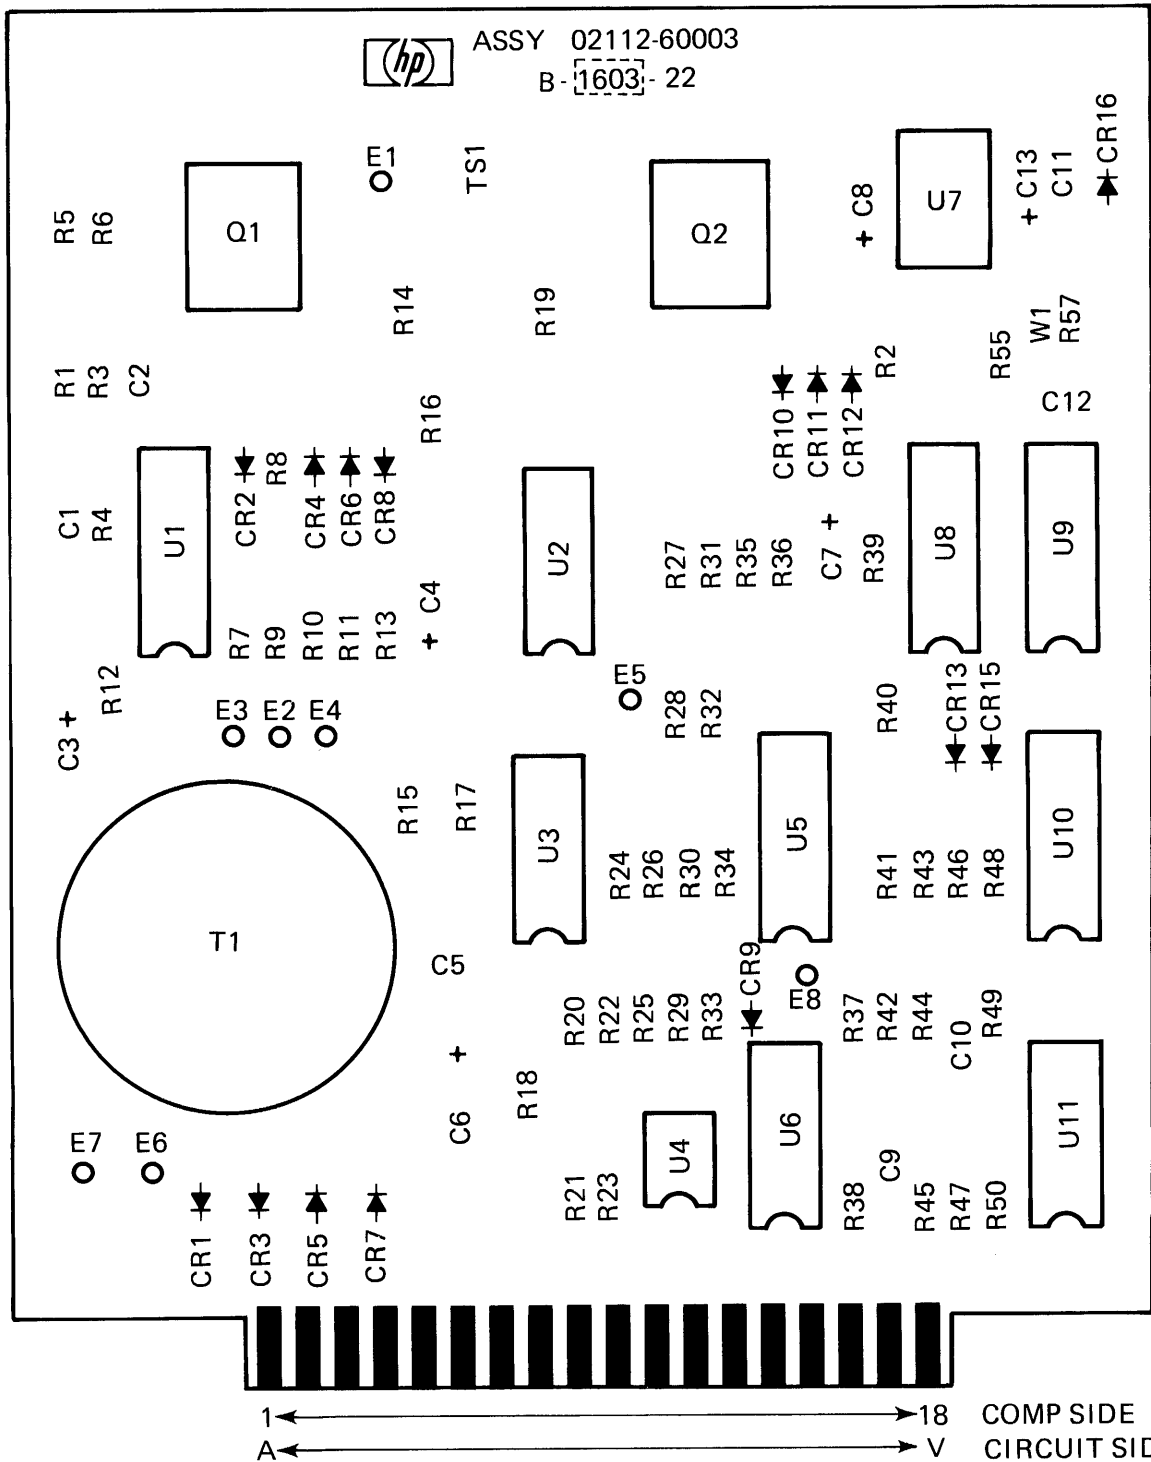 hp
ASSY 02112-60003
B-1603-22
E1
TS1
C8
U7
C13
C11
CR16
R5
R6
Q1
Q2
R14
R19
W1
R57
R55
R2
R1
R3
C2
R16
CR10
CR11
CR12
C12
CR2
R8
CR4
CR6
CR8
C1
R4
U1
U2
R27
R31
R35
R36
C7
R39
U8
U9
R7
R9
R10
R11
R13
C4
R12
C3
E3
E2
E4
E5
R28
R32
R40
CR13
CR15
R15
R17
U3
R24
R26
R30
R34
U5
R41
R43
R46
R48
U10
T1
C5
CR9
E8
R20
R22
R25
R29
R33
R37
R42
R44
C10
R49
C6
R18
U4
U6
C9
U11
E7
E6
R21
R23
R38
R45
R47
R50
CR1
CR3
CR5
CR7
1 18 COMP SIDE
A V CIRCUIT SID